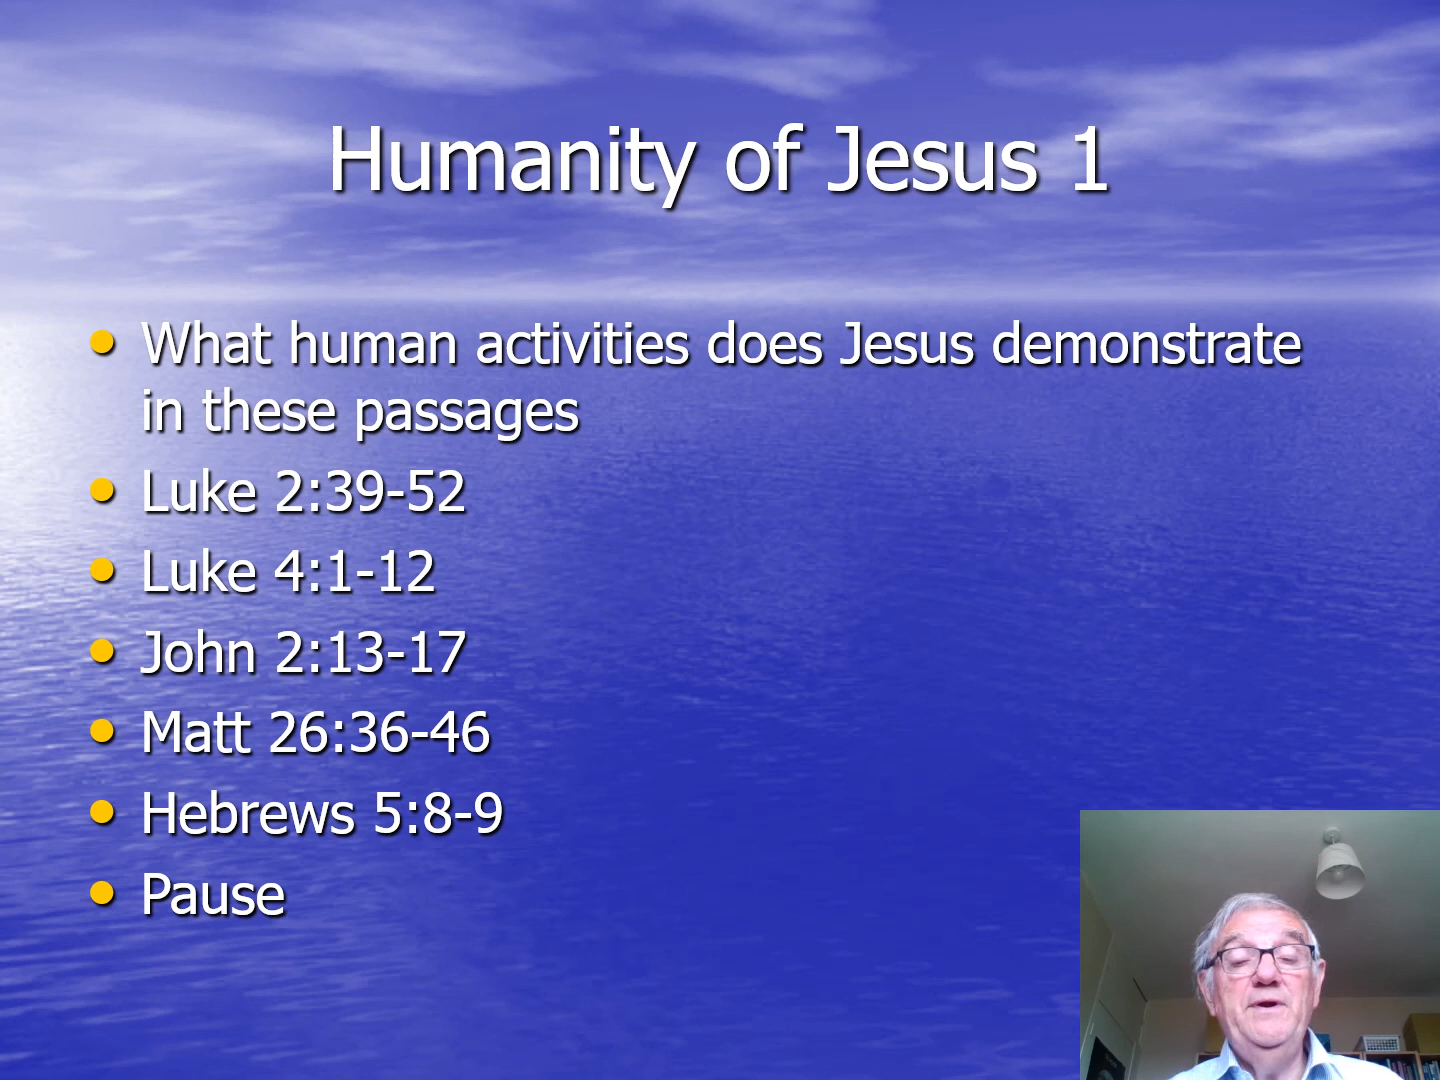 Humanity of Jesus 1
What human activities does Jesus demonstrate
in these passages
Luke 2:39-52
Luke 4:1-12
John 2:13-17
Matt 26:36-46
Hebrews 5:8-9
Pause